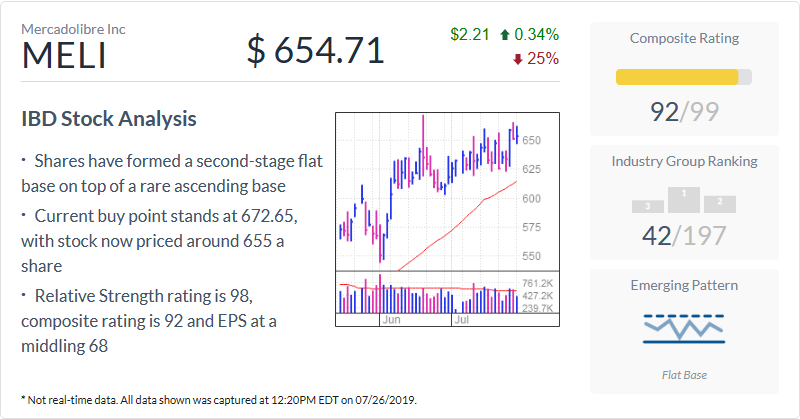 Mercadolibre Inc
MELI
$ 654.71
$2.21 0.34%
25%
IBD Stock Analysis
· Shares have formed a second-stage flat
base on top of a rare ascending base
· Current buy point stands at 672.65,
with stock now priced around 655 a
share
· Relative Strength rating is 98,
composite rating is 92 and EPS at a
middling 68
650
625
600
575
550
761.2K
427.2K
239.7K
Jun
Jul
Composite Rating
92/99
Industry Group Ranking
3 1 2
42/197
Emerging Pattern
Flat Base
* Not real-time data. All data shown was captured at 12:20PM EDT on 07/26/2019.